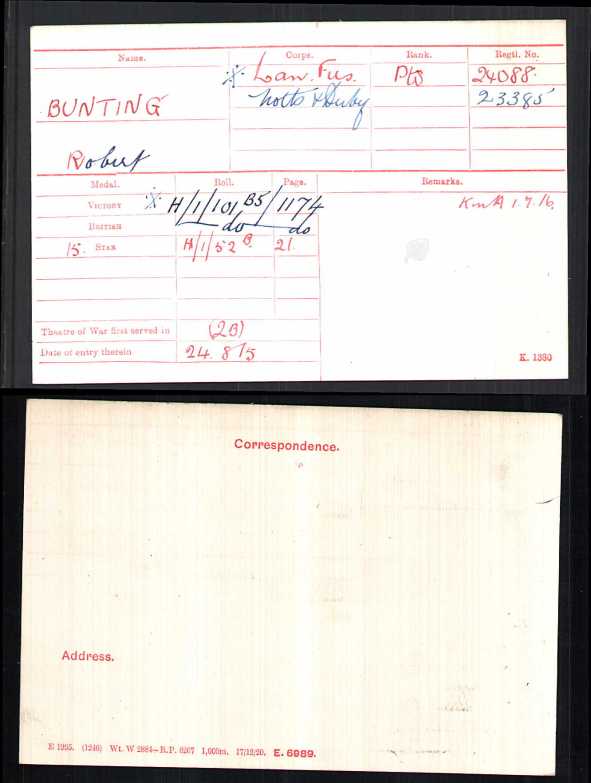 Name. Corps. Rank. Regtl. No.
※ Lan. Fus. Pte 24088.
BUNTING Notts & Derby 23385
Robert
Medal. Roll. Page. Remarks.
VICTORY ※ H/1/101 B5/1174 K in A 1.7.16.
BRITISH do do
15. STAR H/1/52 B. 21.
Theatre of War first served in (2B)
Date of entry therein 24.8.15
K. 1380
Correspondence.
Address.
E 1995. (1246) Wt. W 2884—R.P. 6207 1,000m. 17/12/20. E. 6989.